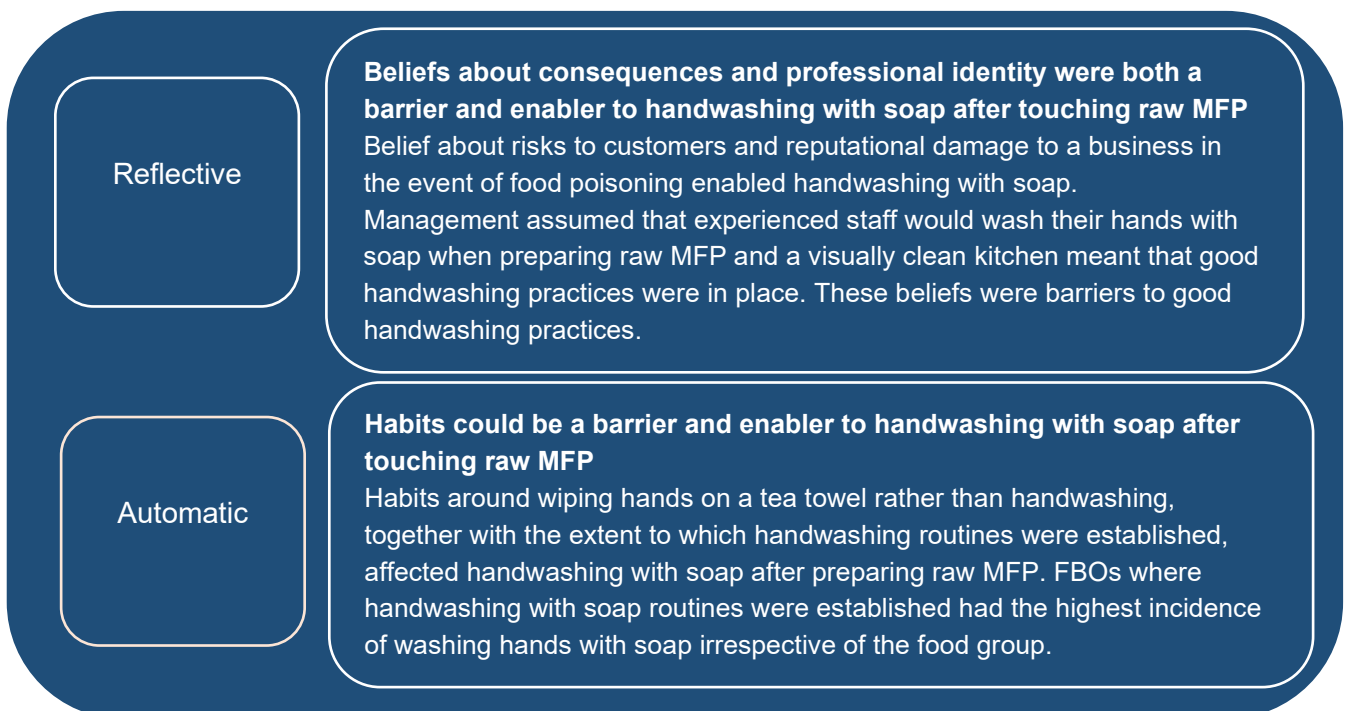 Reflective
Beliefs about consequences and professional identity were both a
barrier and enabler to handwashing with soap after touching raw MFP
Belief about risks to customers and reputational damage to a business in
the event of food poisoning enabled handwashing with soap.
Management assumed that experienced staff would wash their hands with
soap when preparing raw MFP and a visually clean kitchen meant that good
handwashing practices were in place. These beliefs were barriers to good
handwashing practices.
Automatic
Habits could be a barrier and enabler to handwashing with soap after
touching raw MFP
Habits around wiping hands on a tea towel rather than handwashing,
together with the extent to which handwashing routines were established,
affected handwashing with soap after preparing raw MFP. FBOs where
handwashing with soap routines were established had the highest incidence
of washing hands with soap irrespective of the food group.